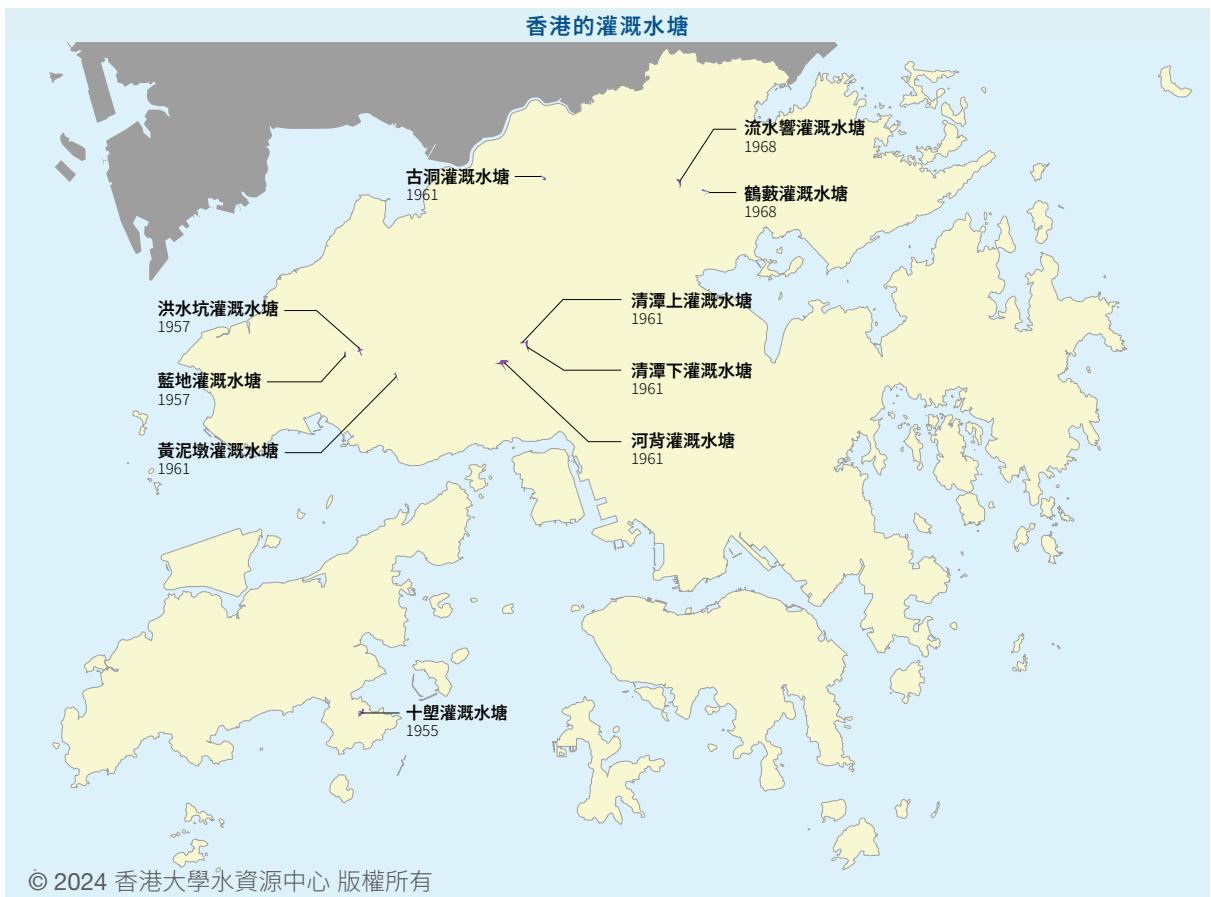 香港的灌溉水塘
流水響灌溉水塘
1968
古洞灌溉水塘
1961
鶴藪灌溉水塘
1968
洪水坑灌溉水塘
1957
清潭上灌溉水塘
1961
藍地灌溉水塘
1957
清潭下灌溉水塘
1961
黃泥墩灌溉水塘
1961
河背灌溉水塘
1961
十塱灌溉水塘
1955
© 2024 香港大學水資源中心 版權所有